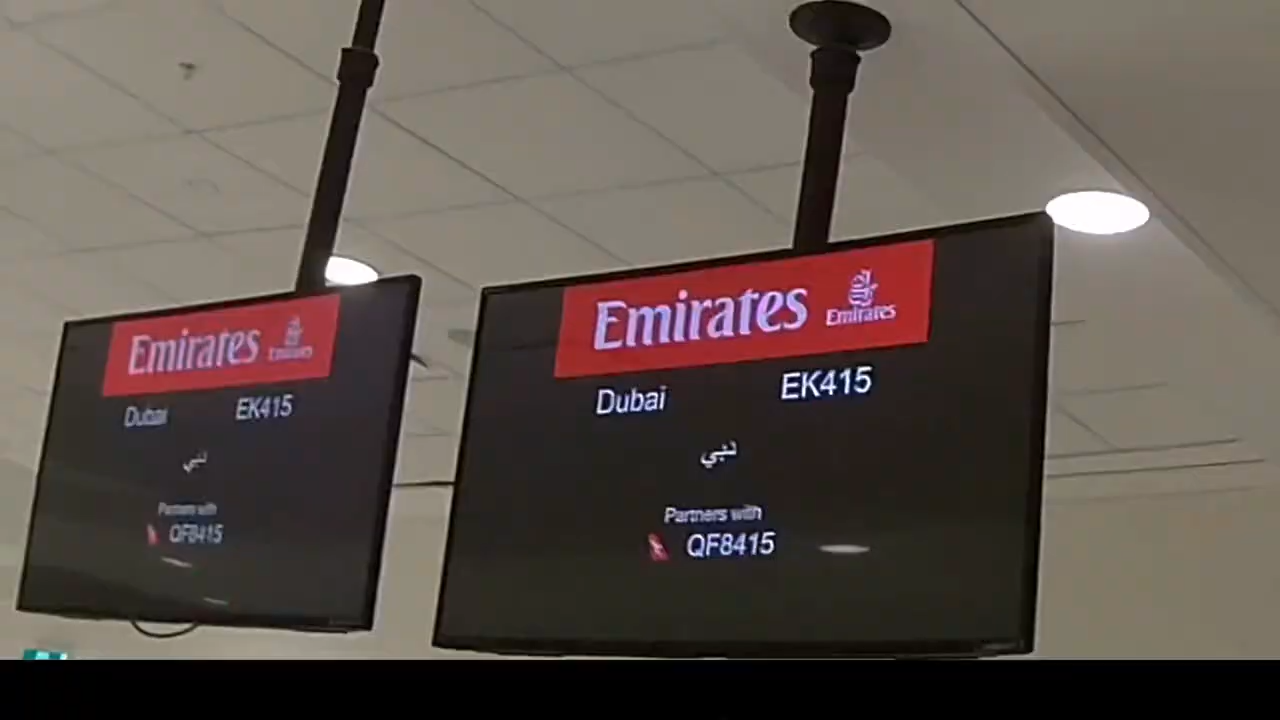 Emirates Emirates
Dubai EK415
دبي
Partners with
QF8415
Emirates Emirates
Dubai EK415
دبي
Partners with
QF8415